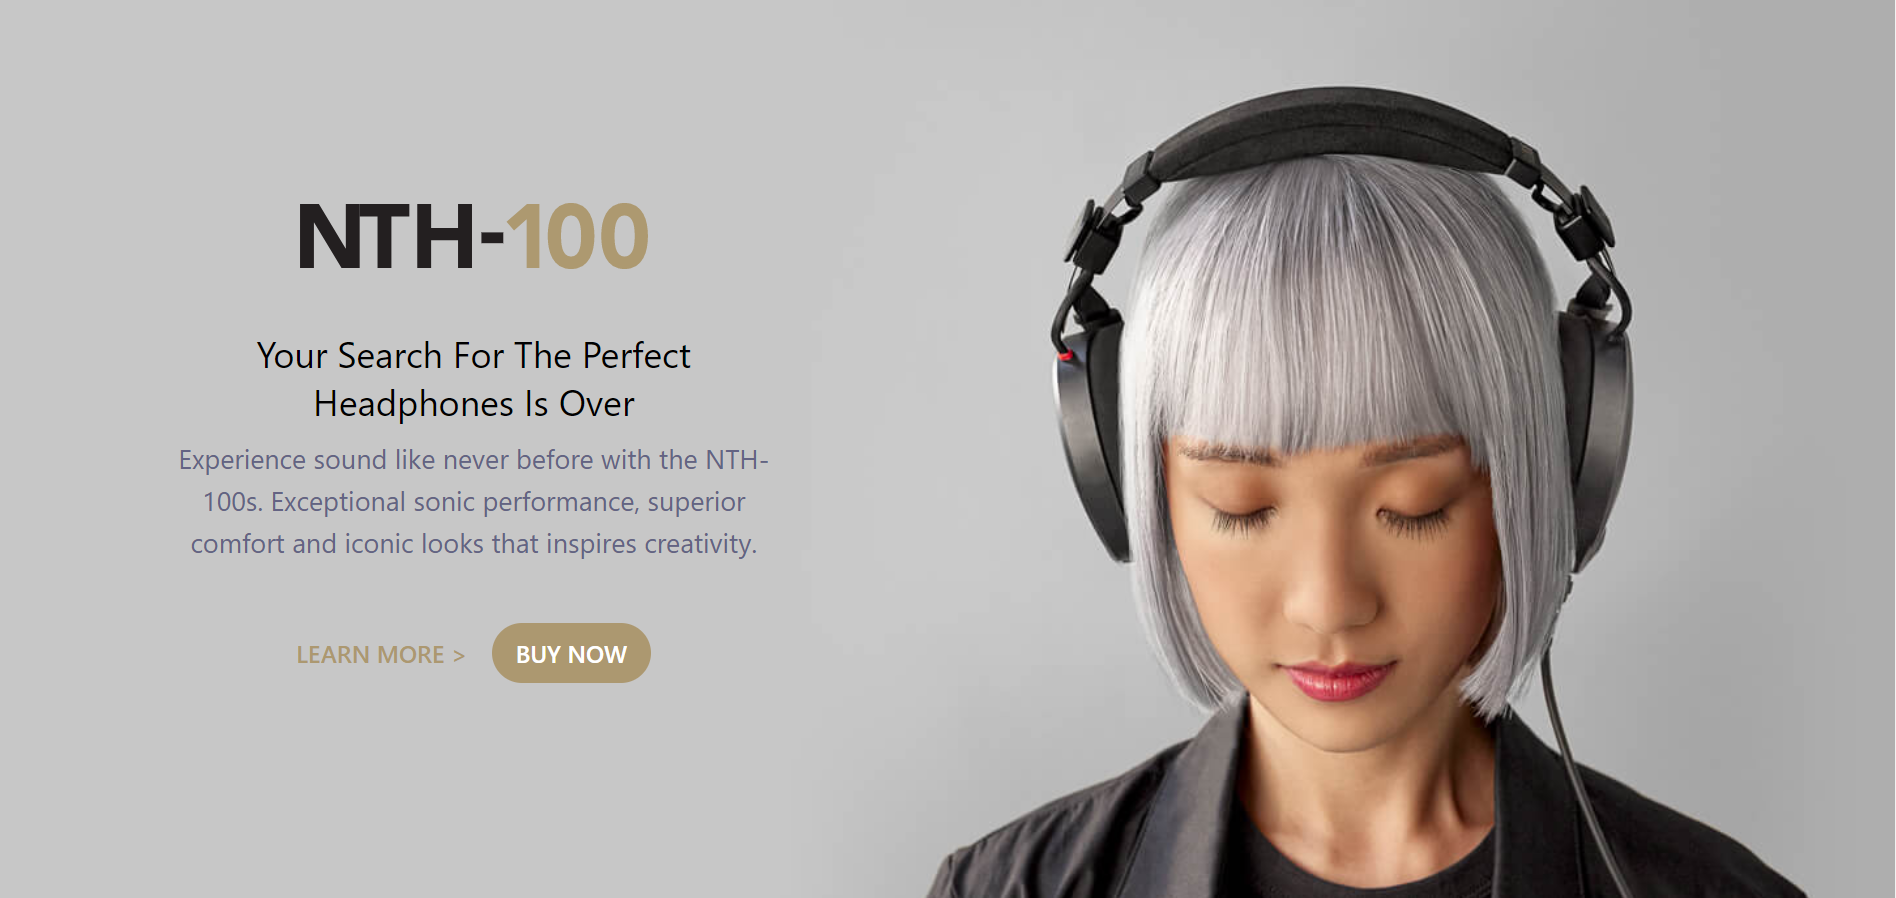 NTH-100
Your Search For The Perfect
Headphones Is Over
Experience sound like never before with the NTH-
100s. Exceptional sonic performance, superior
comfort and iconic looks that inspires creativity.
LEARN MORE >
BUY NOW